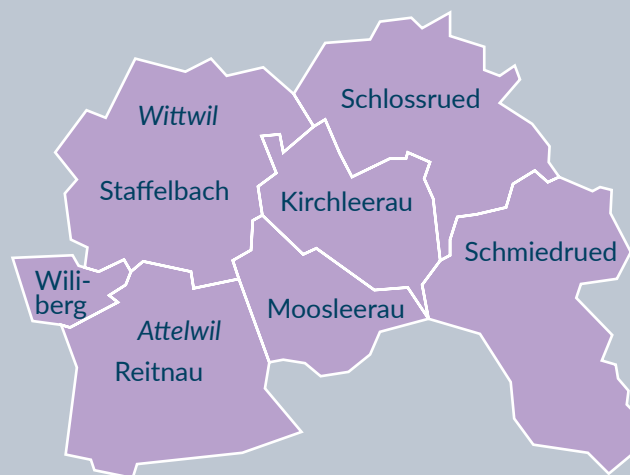 Schlossrued
Wittwil
Staffelbach
Kirchleerau
Schmiedrued
Wili-
berg
Moosleerau
Attelwil
Reitnau